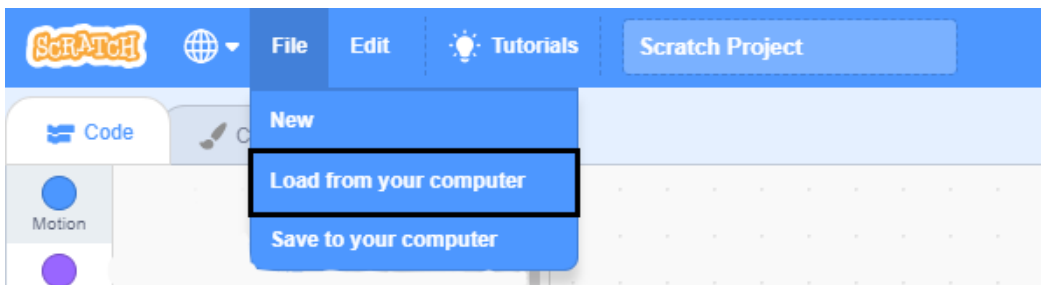 SCRATCH File Edit Tutorials Scratch Project
Code C
New
Load from your computer
Motion
Save to your computer